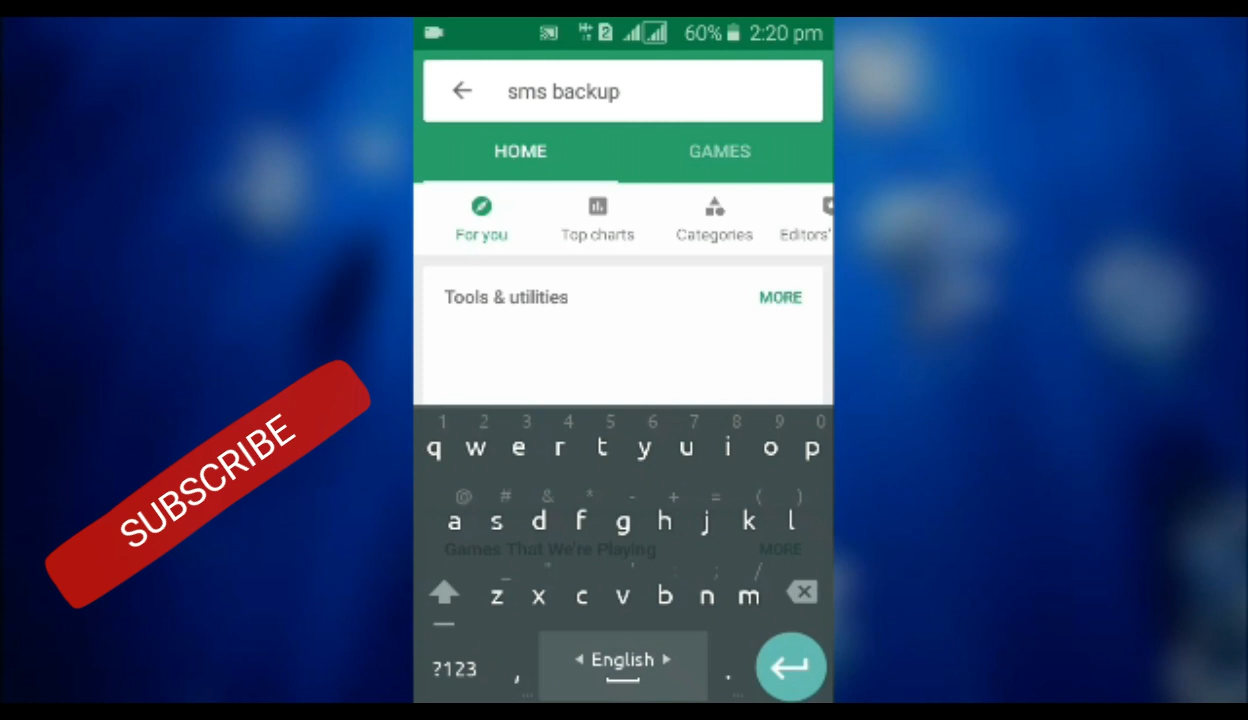 60% 2:20 pm
sms backup
HOME GAMES
For you Top charts Categories Editors'
Tools & utilities MORE
1 2 3 4 5 6 7 8 9 0
q w e r t y u i o p
@ # & * - + = ( )
a s d f g h j k l
Games That We're Playing MORE
_ " ' : ; /
z x c v b n m
?123 , English .
SUBSCRIBE